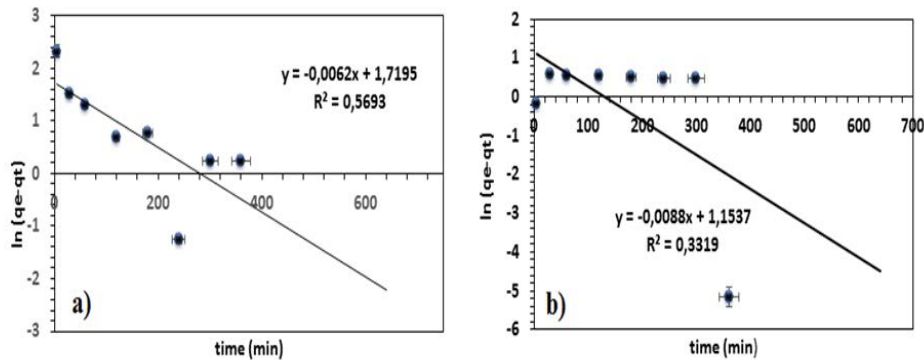 3
2
1
0
-1
-2
-3
0
200
400
600
ln (qe-qt)
time (min)
y = -0,0062x + 1,7195
R² = 0,5693
a)
2
1
0
-1
-2
-3
-4
-5
-6
0
100
200
300
400
500
600
700
ln (qe-qt)
time (min)
y = -0,0088x + 1,1537
R² = 0,3319
b)